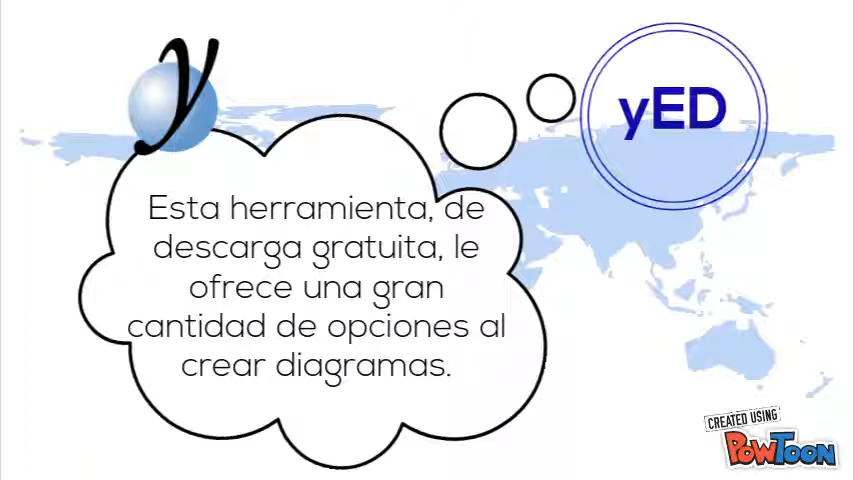 y
yED
Esta herramienta, de
descarga gratuita, le
ofrece una gran
cantidad de opciones al
crear diagramas.
CREATED USING
POWTOON